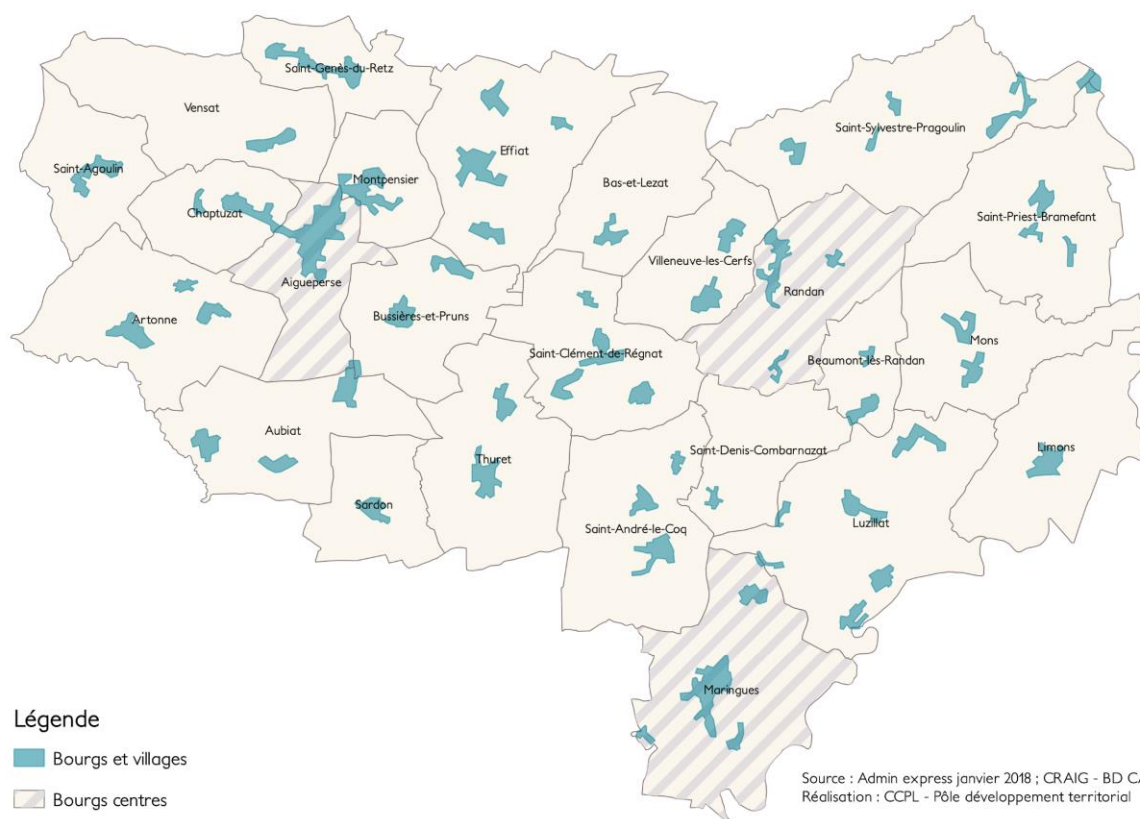 Saint-Genès-du-Retz
Vensat
Saint-Sylvestre-Pragoulin
Effiat
Saint-Agoulin
Montpensier
Bas-et-Lezat
Chaptuzat
Saint-Priest-Bramefant
Villeneuve-les-Cerfs
Aigueperse
Randan
Artonne
Bussières-et-Pruns
Mons
Saint-Clément-de-Régnat
Beaumont-lès-Randan
Aubiat
Saint-Denis-Combarnazat
Limons
Thuret
Sardon
Luzillat
Saint-André-le-Coq
Maringues
Légende
Bourgs et villages
Bourgs centres
Source : Admin express janvier 2018 ; CRAIG - BD CA
Réalisation : CCPL - Pôle développement territorial